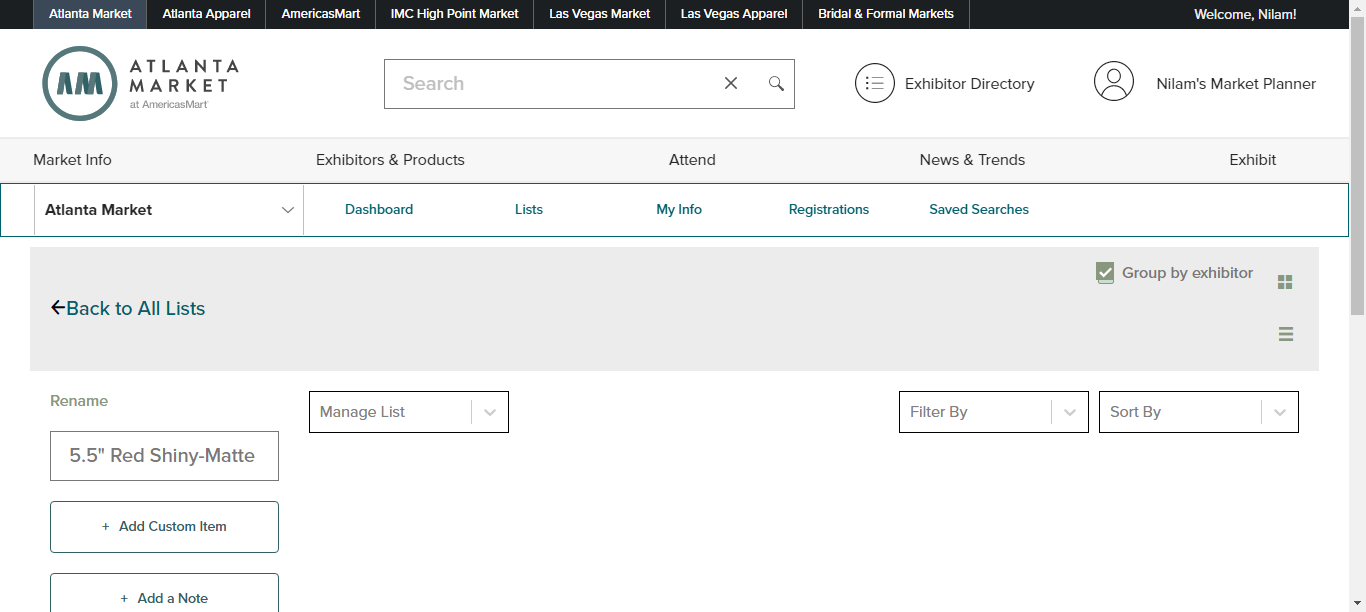 Atlanta Market Atlanta Apparel AmericasMart IMC High Point Market Las Vegas Market Las Vegas Apparel Bridal & Formal Markets Welcome, Nilam!
AM ATLANTA
MARKET
at AmericasMart
Search
Exhibitor Directory
Nilam's Market Planner
Market Info Exhibitors & Products Attend News & Trends Exhibit
Atlanta Market Dashboard Lists My Info Registrations Saved Searches
Group by exhibitor
Back to All Lists
Rename
Manage List Filter By Sort By
5.5" Red Shiny-Matte
+ Add Custom Item
+ Add a Note